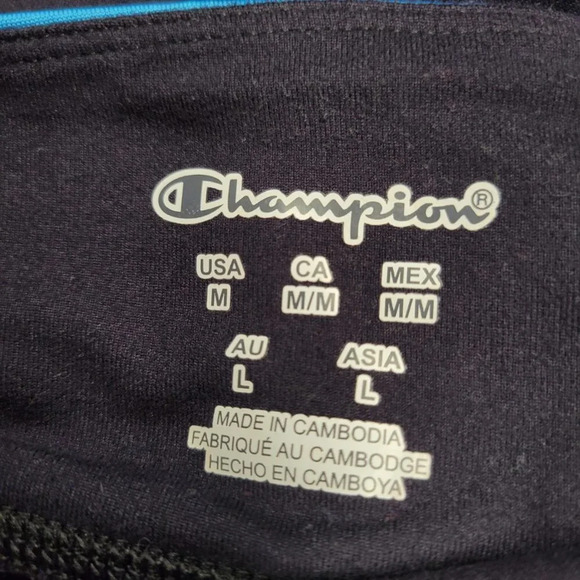 Champion®
USA CA MEX
M M/M M/M
AU ASIA
L L
MADE IN CAMBODIA
FABRIQUÉ AU CAMBODGE
HECHO EN CAMBOYA